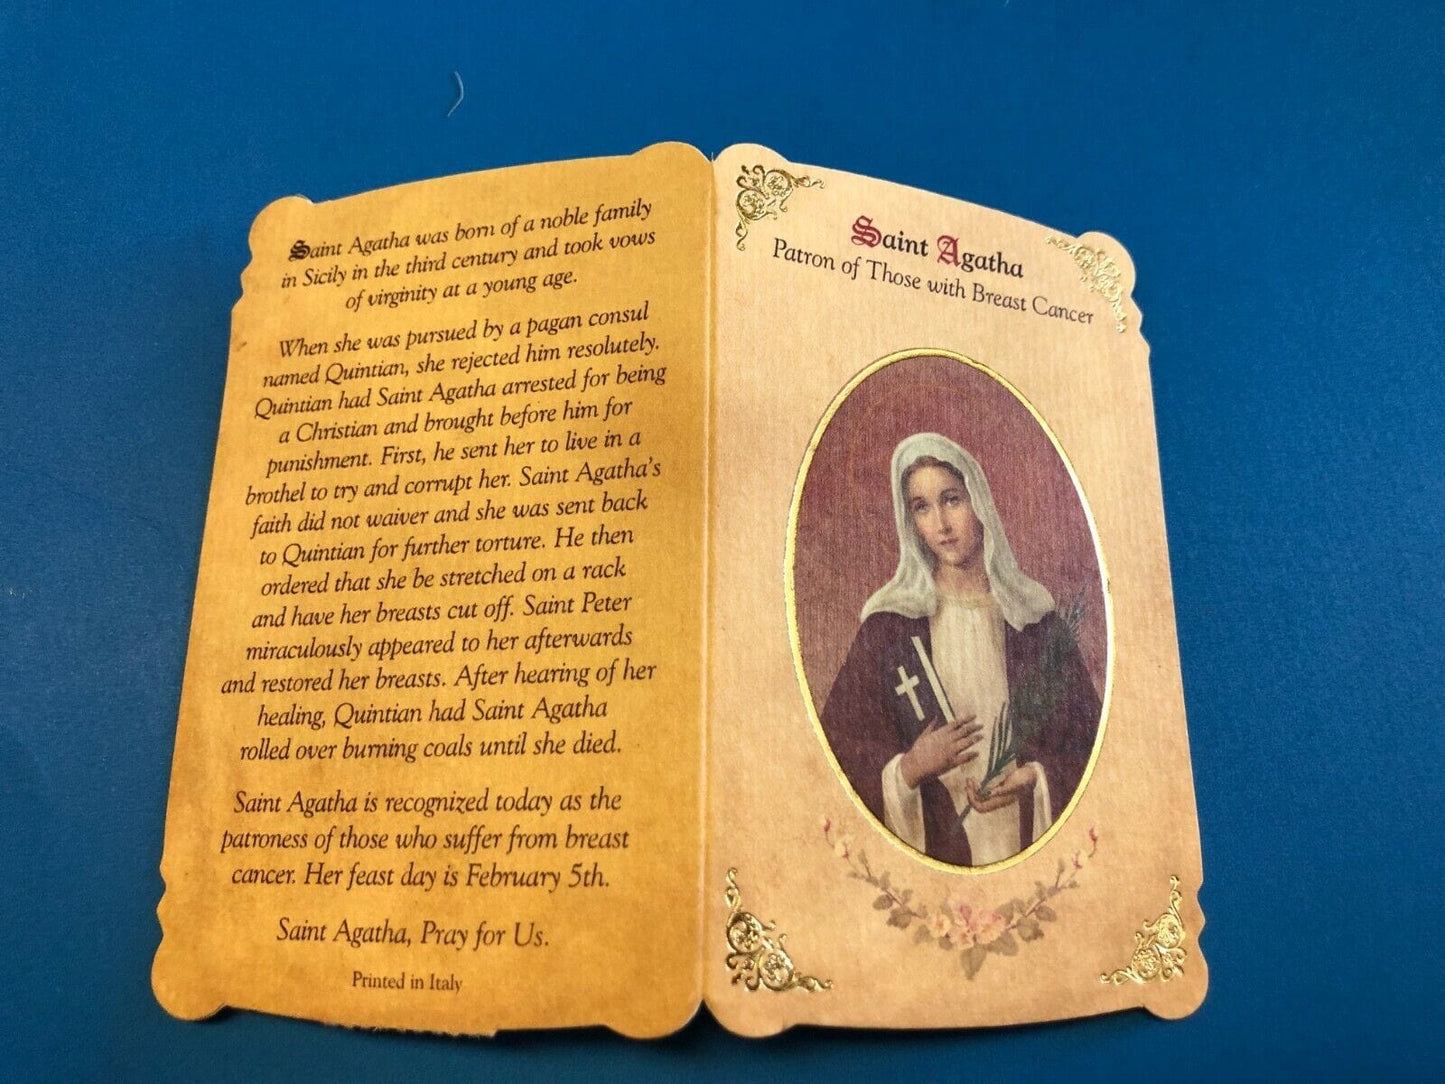 Saint Agatha was born of a noble family
in Sicily in the third century and took vows
of virginity at a young age.
When she was pursued by a pagan consul
named Quintian, she rejected him resolutely.
Quintian had Saint Agatha arrested for being
a Christian and brought before him for
punishment. First, he sent her to live in a
brothel to try and corrupt her. Saint Agatha's
faith did not waiver and she was sent back
to Quintian for further torture. He then
ordered that she be stretched on a rack
and have her breasts cut off. Saint Peter
miraculously appeared to her afterwards
and restored her breasts. After hearing of her
healing, Quintian had Saint Agatha
rolled over burning coals until she died.
Saint Agatha is recognized today as the
patroness of those who suffer from breast
cancer. Her feast day is February 5th.
Saint Agatha, Pray for Us.
Printed in Italy
Saint Agatha
Patron of Those with Breast Cancer